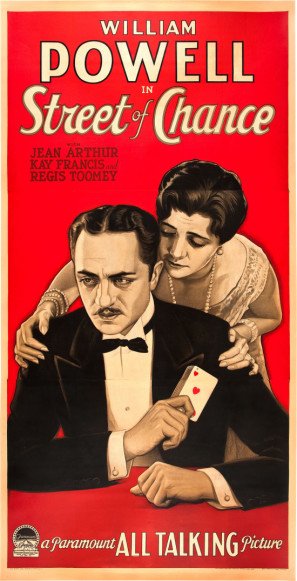 WILLIAM
POWELL
IN
Street of Chance
WITH
JEAN ARTHUR
KAY FRANCIS and
REGIS TOOMEY
a Paramount ALL TALKING Picture